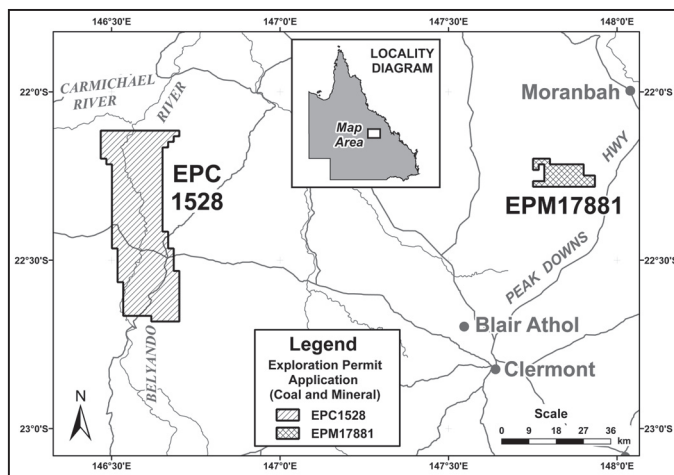 146°30'E
147°0'E
147°30'E
148°0'E
22°0'S
22°0'S
CARMICHAEL
RIVER
RIVER
LOCALITY
DIAGRAM
Map
Area
Moranbah
HWY
EPC
1528
EPM17881
22°30'S
22°30'S
PEAK DOWNS
Blair Athol
Clermont
BELYANDO
Legend
Exploration Permit
Application
(Coal and Mineral)
EPC1528
EPM17881
N
Scale
0 9 18 27 36
km
23°0'S
23°0'S
146°30'E
147°0'E
147°30'E
148°0'E